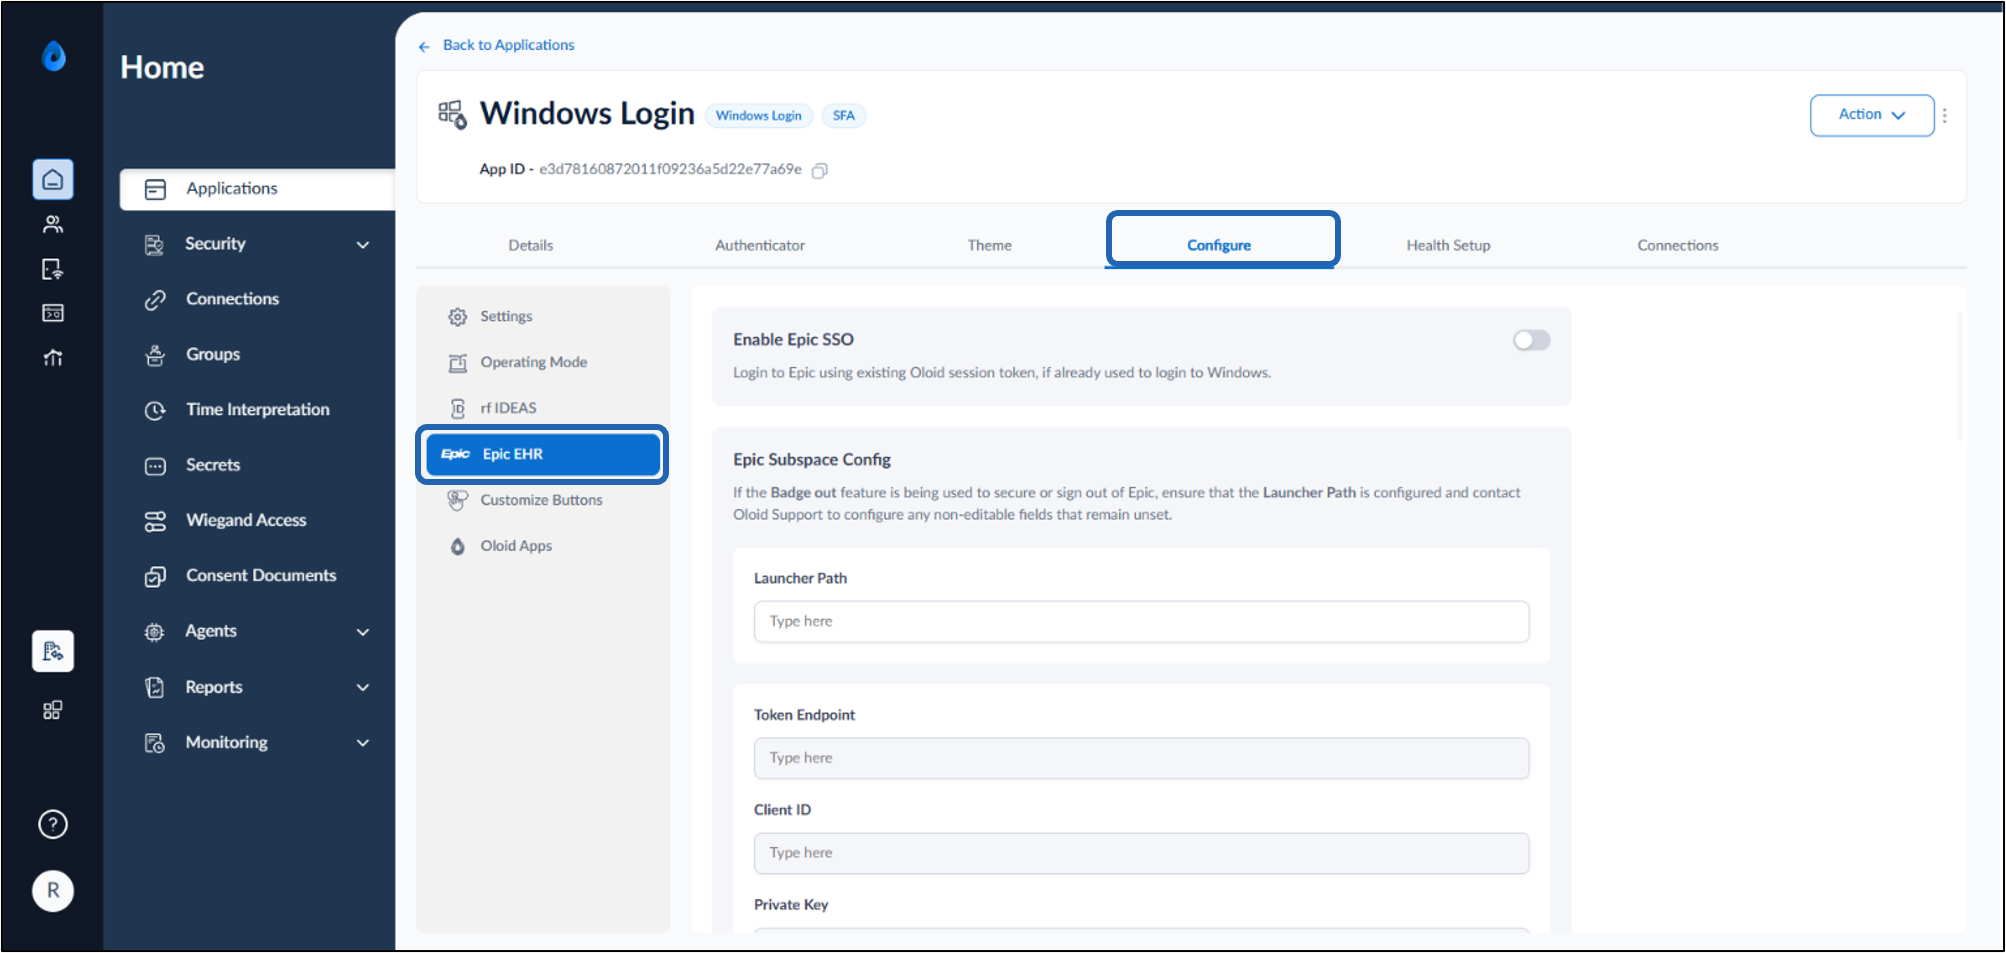 Home
Applications
Security
Connections
Groups
Time Interpretation
Secrets
Wiegand Access
Consent Documents
Agents
Reports
Monitoring
?
R
Back to Applications
Windows Login
Windows Login
SFA
App ID - e3d78160872011f09236a5d22e77a69e
Action
Details
Authenticator
Theme
Configure
Health Setup
Connections
Settings
Operating Mode
rf IDEAS
Epic Epic EHR
Customize Buttons
Oloid Apps
Enable Epic SSO
Login to Epic using existing Oloid session token, if already used to login to Windows.
Epic Subspace Config
If the Badge out feature is being used to secure or sign out of Epic, ensure that the Launcher Path is configured and contact
Oloid Support to configure any non-editable fields that remain unset.
Launcher Path
Type here
Token Endpoint
Type here
Client ID
Type here
Private Key